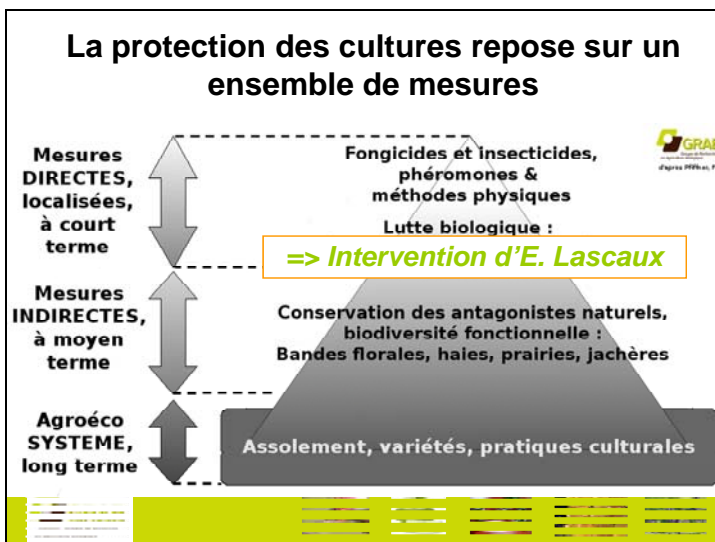 La protection des cultures repose sur un
ensemble de mesures
Mesures
DIRECTES,
localisées,
à court
terme
Fongicides et insecticides,
phéromones &
méthodes physiques
Lutte biologique :
=> Intervention d'E. Lascaux
Mesures
INDIRECTES,
à moyen
terme
Conservation des antagonistes naturels,
biodiversité fonctionnelle :
Bandes florales, haies, prairies, jachères
Agroéco
SYSTEME,
long terme
Assolement, variétés, pratiques culturales
d'après